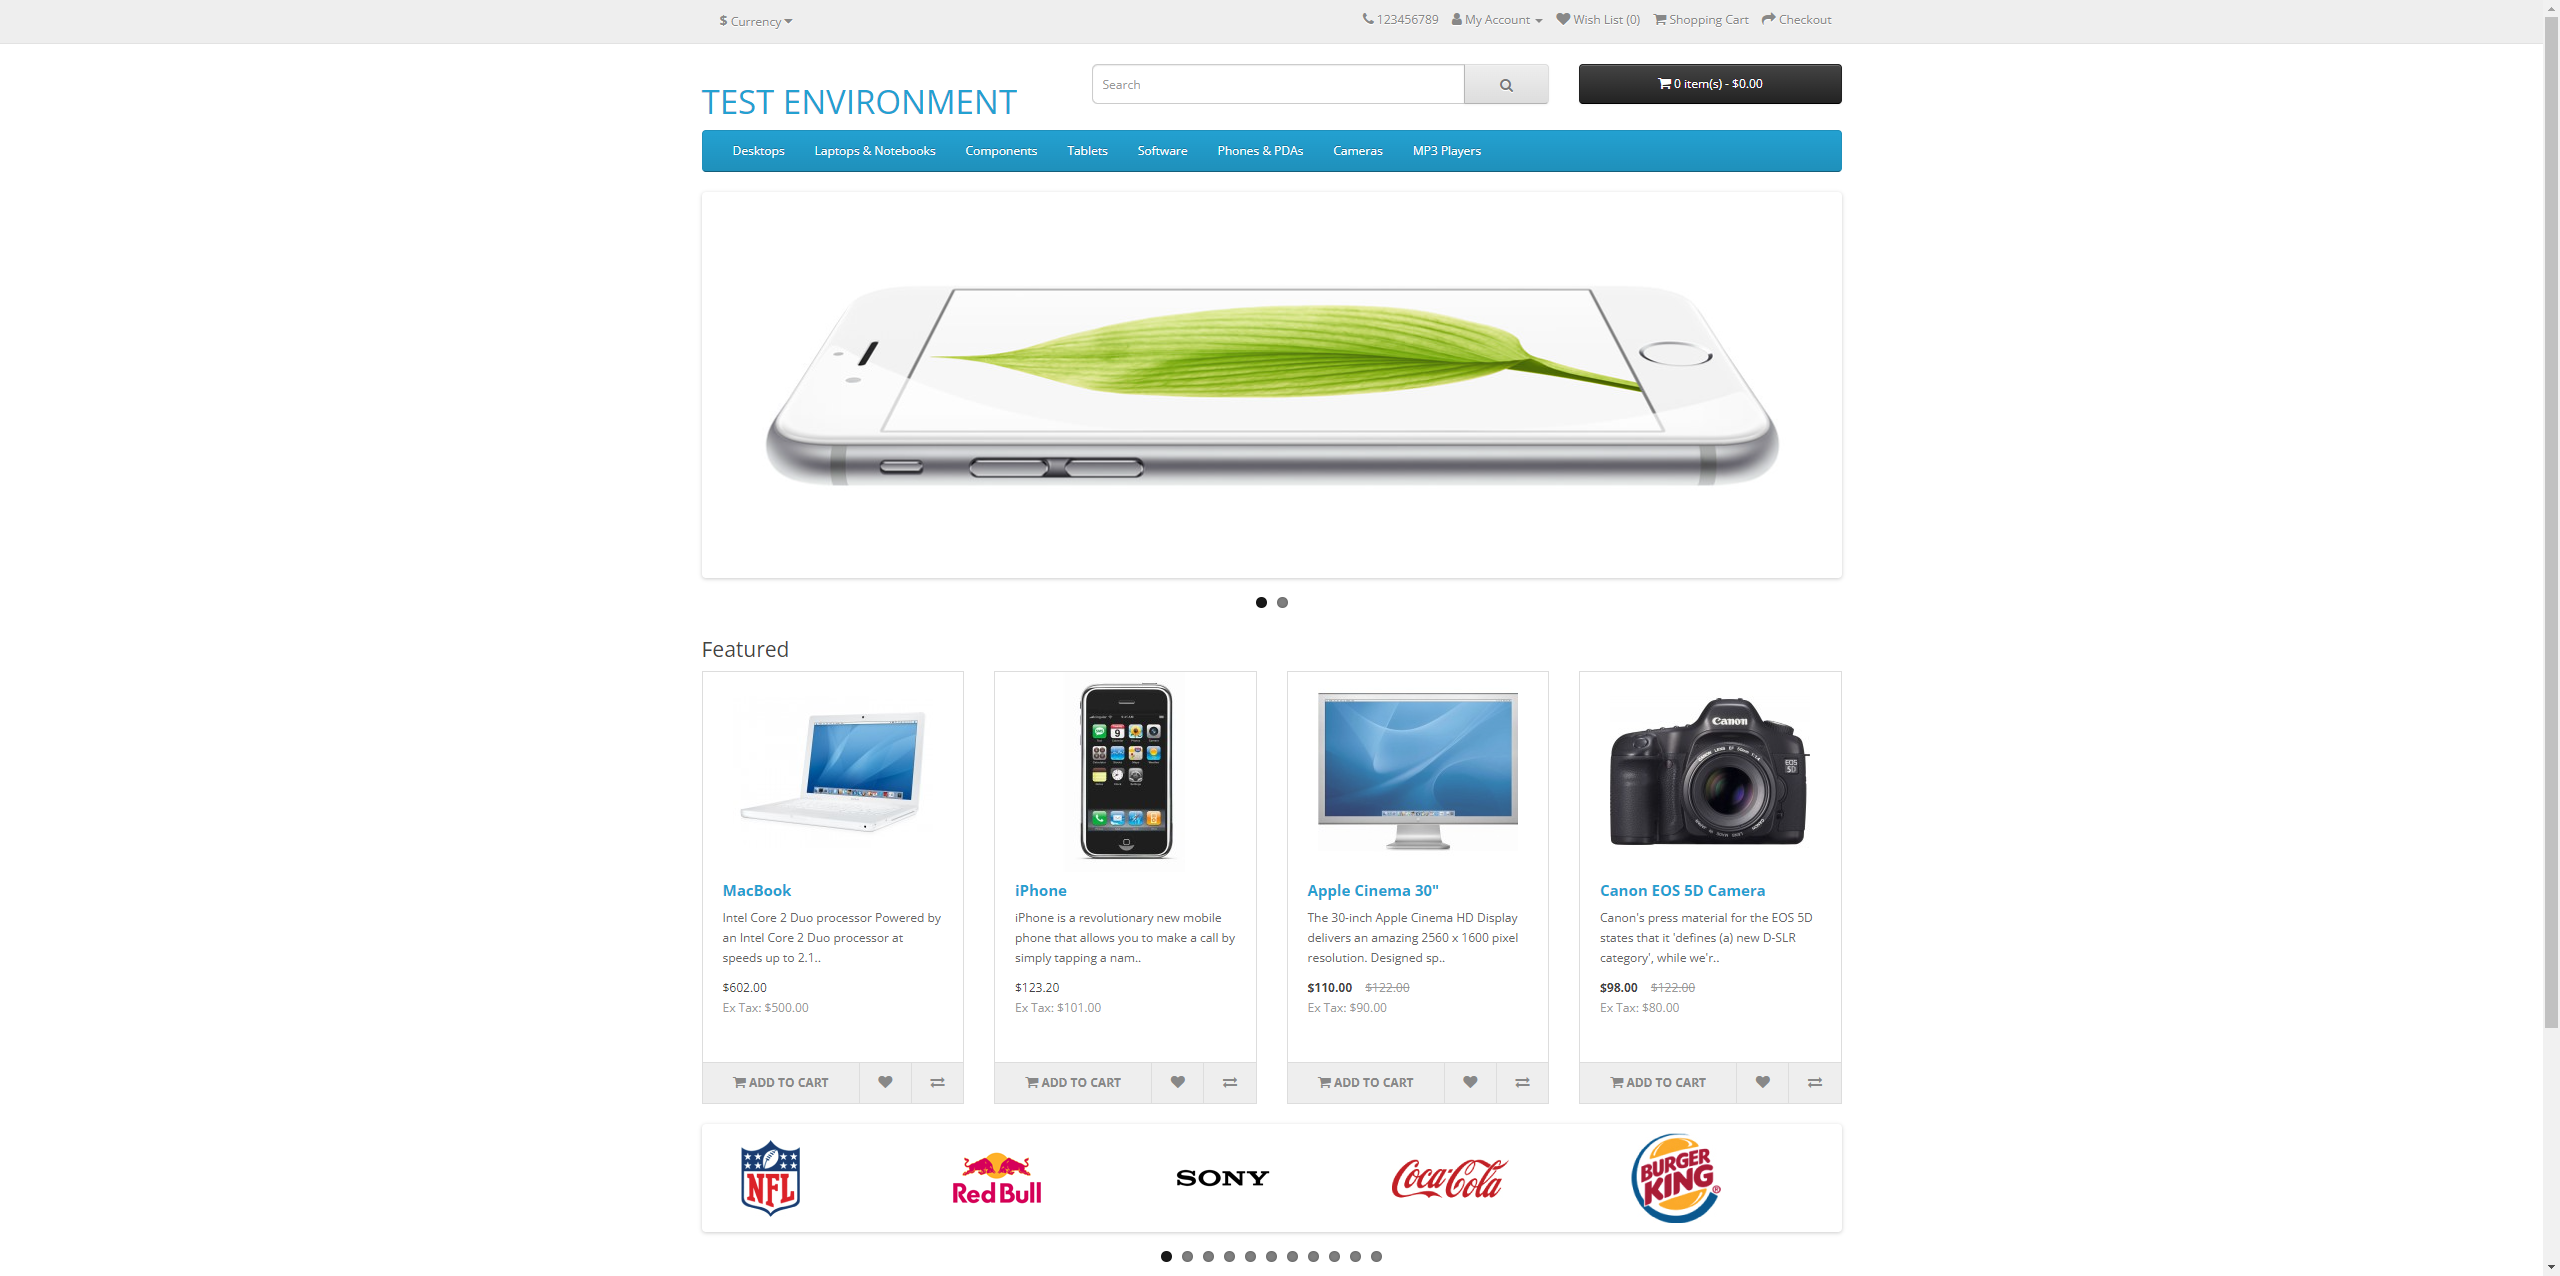 $ Currency
123456789 My Account Wish List (0) Shopping Cart Checkout
TEST ENVIRONMENT
Search
0 item(s) - $0.00
Desktops Laptops & Notebooks Components Tablets Software Phones & PDAs Cameras MP3 Players
Featured
Canon
EOS
5D
MacBook
Intel Core 2 Duo processor Powered by
an Intel Core 2 Duo processor at
speeds up to 2.1..
$602.00
Ex Tax: $500.00
ADD TO CART
iPhone
iPhone is a revolutionary new mobile
phone that allows you to make a call by
simply tapping a nam..
$123.20
Ex Tax: $101.00
ADD TO CART
Apple Cinema 30"
The 30-inch Apple Cinema HD Display
delivers an amazing 2560 x 1600 pixel
resolution. Designed sp..
$110.00 $122.00
Ex Tax: $90.00
ADD TO CART
Canon EOS 5D Camera
Canon's press material for the EOS 5D
states that it 'defines (a) new D-SLR
category', while we'r..
$98.00 $122.00
Ex Tax: $80.00
ADD TO CART
NFL
Red Bull
SONY
Coca-Cola
BURGER
KING®